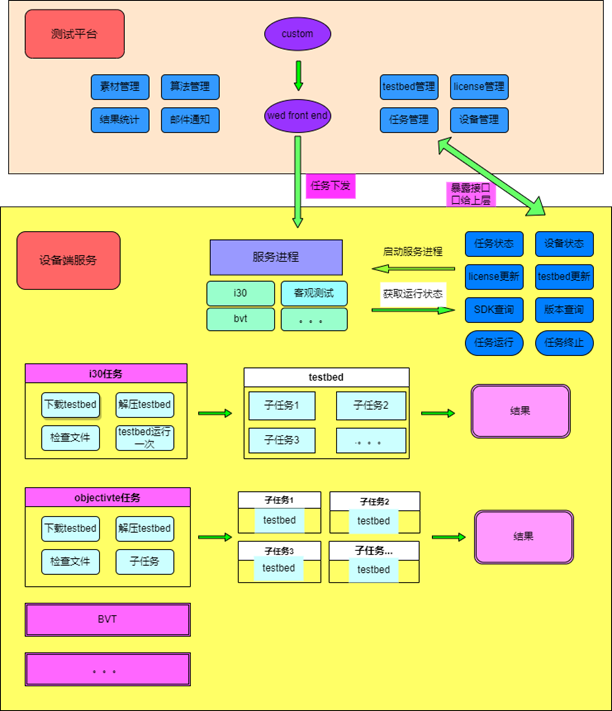 测试平台
custom
素材管理
算法管理
testbed管理
license管理
结果统计
邮件通知
wed front end
任务管理
设备管理
任务下发
暴露接口
口给上层
设备端服务
服务进程
启动服务进程
任务状态
设备状态
license更新
testbed更新
i30
客观测试
获取运行状态
SDK查询
版本查询
bvt
。。。
任务运行
任务终止
i30任务
下载testbed
解压testbed
检查文件
testbed运行
一次
testbed
子任务1
子任务2
子任务3
.。。。
结果
objectivte任务
下载testbed
解压testbed
检查文件
子任务
子任务1
testbed
子任务2
testbed
子任务3
testbed
子任务...
testbed
结果
BVT
。。。